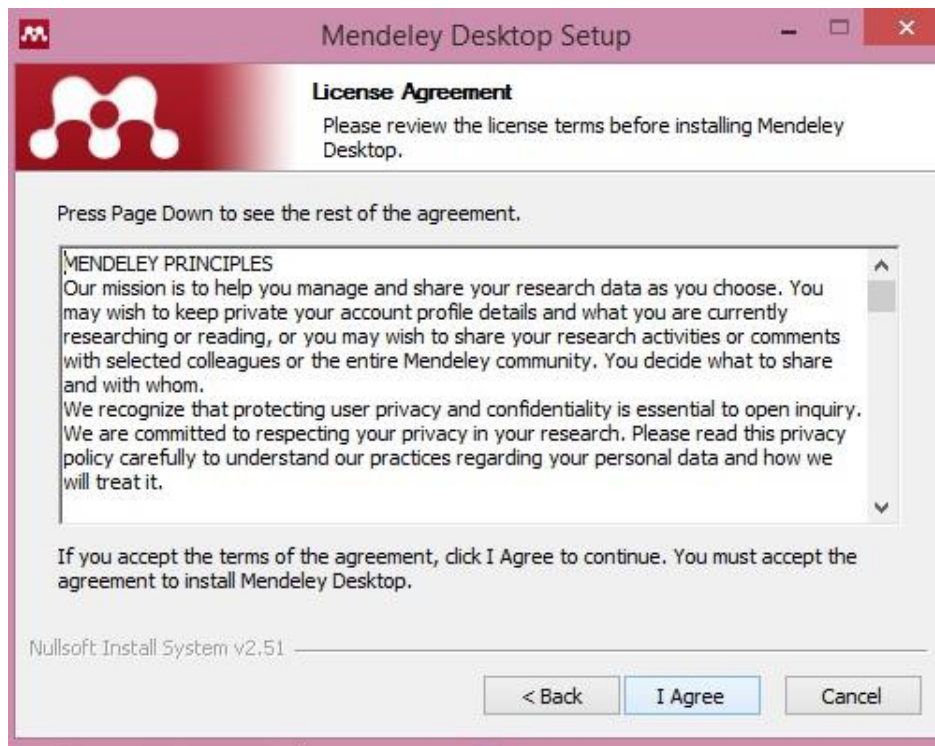 Mendeley Desktop Setup
License Agreement
Please review the license terms before installing Mendeley
Desktop.
Press Page Down to see the rest of the agreement.
MENDELEY PRINCIPLES
Our mission is to help you manage and share your research data as you choose. You
may wish to keep private your account profile details and what you are currently
researching or reading, or you may wish to share your research activities or comments
with selected colleagues or the entire Mendeley community. You decide what to share
and with whom.
We recognize that protecting user privacy and confidentiality is essential to open inquiry.
We are committed to respecting your privacy in your research. Please read this privacy
policy carefully to understand our practices regarding your personal data and how we
will treat it.
If you accept the terms of the agreement, click I Agree to continue. You must accept the
agreement to install Mendeley Desktop.
Nullsoft Install System v2.51
< Back
I Agree
Cancel